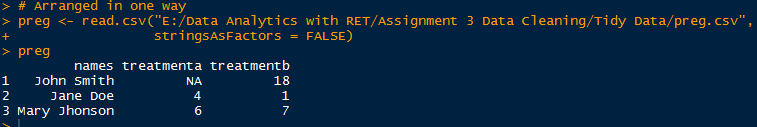 > # Arranged in one way
> preg <- read.csv("E:/Data Analytics with RET/Assignment 3 Data Cleaning/Tidy Data/preg.csv",
+ stringsAsFactors = FALSE)
> preg
names treatmenta treatmentb
1 John Smith NA 18
2 Jane Doe 4 1
3 Mary Jhonson 6 7
>